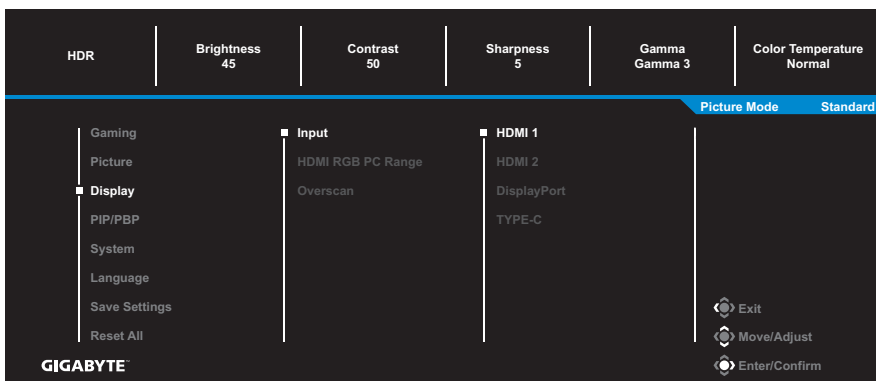 HDR
Brightness
45
Contrast
50
Sharpness
5
Gamma
Gamma 3
Color Temperature
Normal
Picture Mode Standard
Gaming
Picture
Display
PIP/PBP
System
Language
Save Settings
Reset All
Input
HDMI RGB PC Range
Overscan
HDMI 1
HDMI 2
DisplayPort
TYPE-C
Exit
Move/Adjust
Enter/Confirm
GIGABYTE™